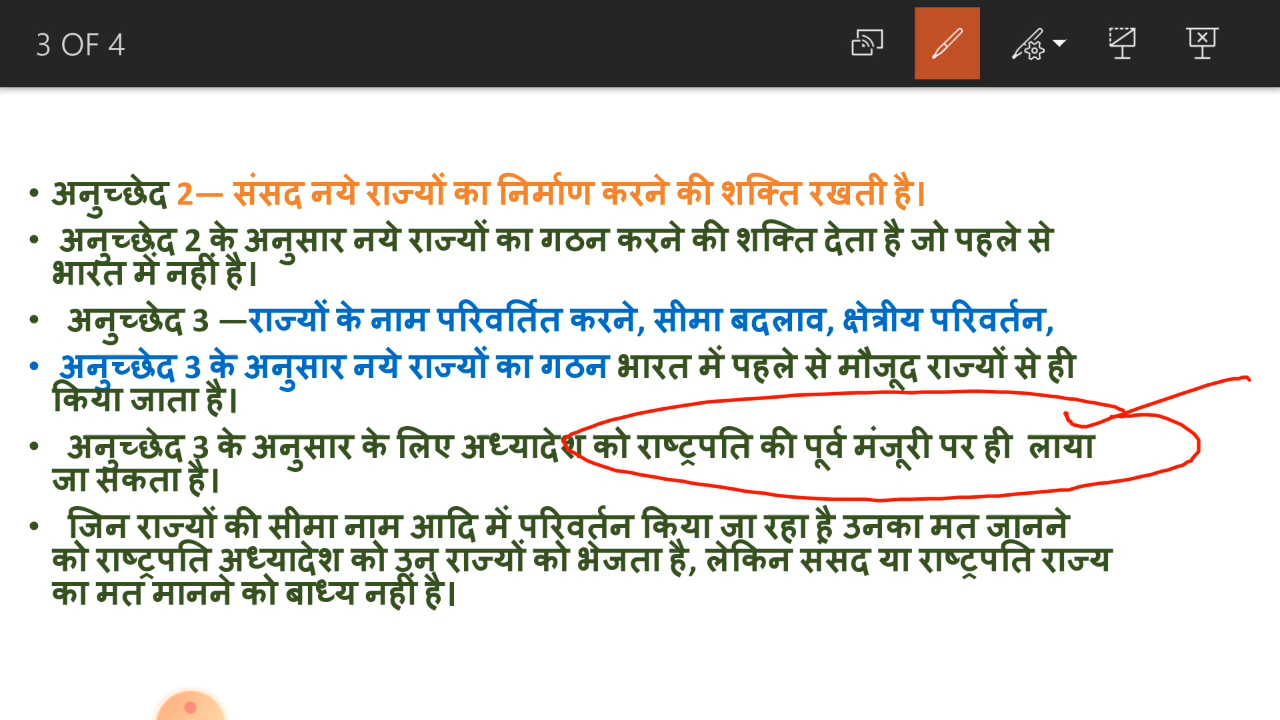 3 OF 4
• अनुच्छेद 2— संसद नये राज्यों का निर्माण करने की शक्ति रखती है।
• अनुच्छेद 2 के अनुसार नये राज्यों का गठन करने की शक्ति देता है जो पहले से
भारत में नहीं है।
• अनुच्छेद 3 —राज्यों के नाम परिवर्तित करने, सीमा बदलाव, क्षेत्रीय परिवर्तन,
• अनुच्छेद 3 के अनुसार नये राज्यों का गठन भारत में पहले से मौजूद राज्यों से ही
किया जाता है।
• अनुच्छेद 3 के अनुसार के लिए अध्यादेश को राष्ट्रपति की पूर्व मंजूरी पर ही लाया
जा सकता है।
• जिन राज्यों की सीमा नाम आदि में परिवर्तन किया जा रहा है उनका मत जानने
को राष्ट्रपति अध्यादेश को उन राज्यों को भेजता है, लेकिन संसद या राष्ट्रपति राज्य
का मत मानने को बाध्य नहीं है।